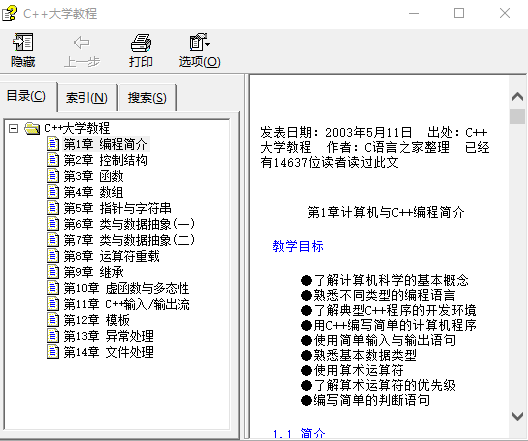 C++大学教程
隐藏
上一步
打印
选项(O)
目录(C)
索引(N)
搜索(S)
C++大学教程
第1章 编程简介
第2章 控制结构
第3章 函数
第4章 数组
第5章 指针与字符串
第6章 类与数据抽象(一)
第7章 类与数据抽象(二)
第8章 运算符重载
第9章 继承
第10章 虚函数与多态性
第11章 C++输入/输出流
第12章 模板
第13章 异常处理
第14章 文件处理
发表日期: 2003年5月11日 出处: C++
大学教程 作者: C语言之家整理 已经
有14637位读者读过此文
第1章计算机与C++编程简介
教学目标
●了解计算机科学的基本概念
●熟悉不同类型的编程语言
●了解典型C++程序的开发环境
●用C++编写简单的计算机程序
●使用简单输入与输出语句
●熟悉基本数据类型
●使用算术运算符
●了解算术运算符的优先级
●编写简单的判断语句
1.1 简介